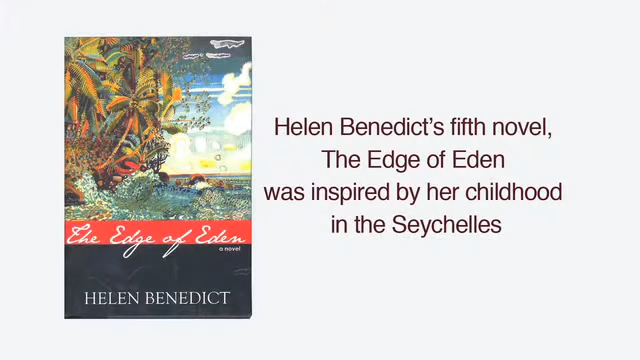 The Edge of Eden
a novel
HELEN BENEDICT
Helen Benedict's fifth novel,
The Edge of Eden
was inspired by her childhood
in the Seychelles